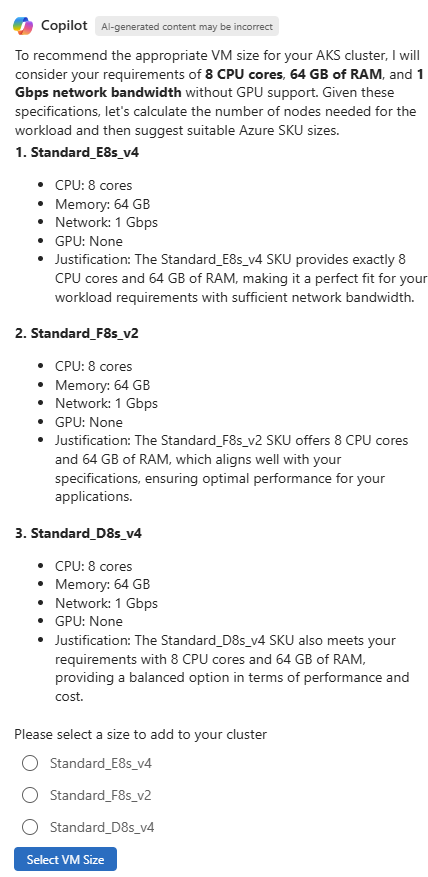 Copilot AI-generated content may be incorrect
To recommend the appropriate VM size for your AKS cluster, I will
consider your requirements of 8 CPU cores, 64 GB of RAM, and 1
Gbps network bandwidth without GPU support. Given these
specifications, let's calculate the number of nodes needed for the
workload and then suggest suitable Azure SKU sizes.
1. Standard_E8s_v4
• CPU: 8 cores
• Memory: 64 GB
• Network: 1 Gbps
• GPU: None
• Justification: The Standard_E8s_v4 SKU provides exactly 8
CPU cores and 64 GB of RAM, making it a perfect fit for your
workload requirements with sufficient network bandwidth.
2. Standard_F8s_v2
• CPU: 8 cores
• Memory: 64 GB
• Network: 1 Gbps
• GPU: None
• Justification: The Standard_F8s_v2 SKU offers 8 CPU cores
and 64 GB of RAM, which aligns well with your
specifications, ensuring optimal performance for your
applications.
3. Standard_D8s_v4
• CPU: 8 cores
• Memory: 64 GB
• Network: 1 Gbps
• GPU: None
• Justification: The Standard_D8s_v4 SKU also meets your
requirements with 8 CPU cores and 64 GB of RAM,
providing a balanced option in terms of performance and
cost.
Please select a size to add to your cluster
Standard_E8s_v4
Standard_F8s_v2
Standard_D8s_v4
Select VM Size